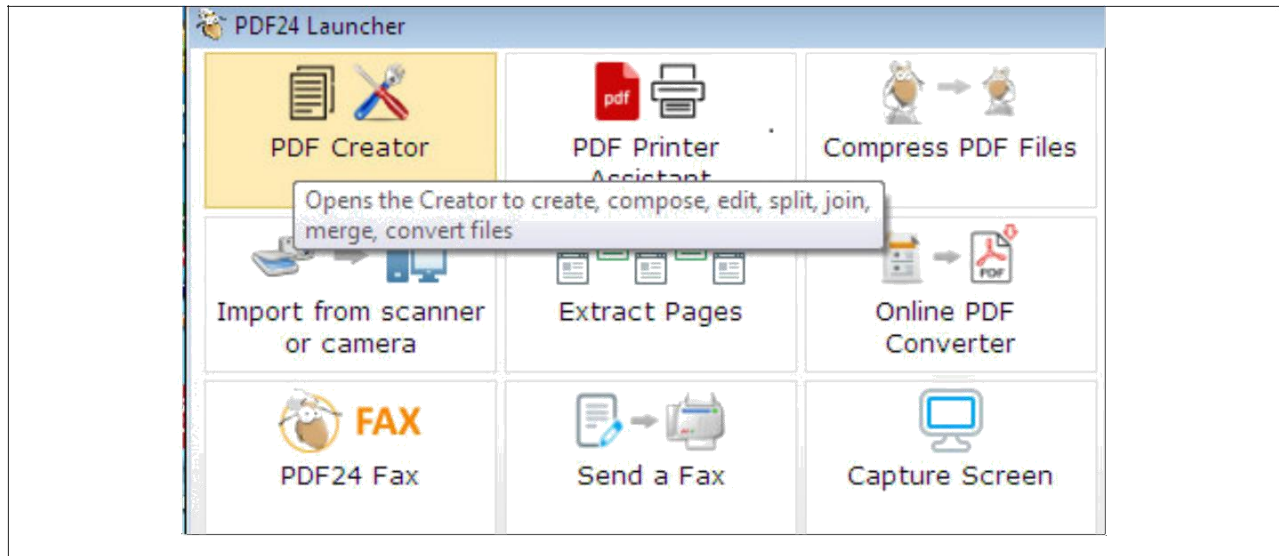 PDF24 Launcher
pdf
PDF Creator
PDF Printer
Assistant
Compress PDF Files
Opens the Creator to create, compose, edit, split, join,
merge, convert files
PDF
Import from scanner
or camera
Extract Pages
Online PDF
Converter
FAX
PDF24 Fax
Send a Fax
Capture Screen